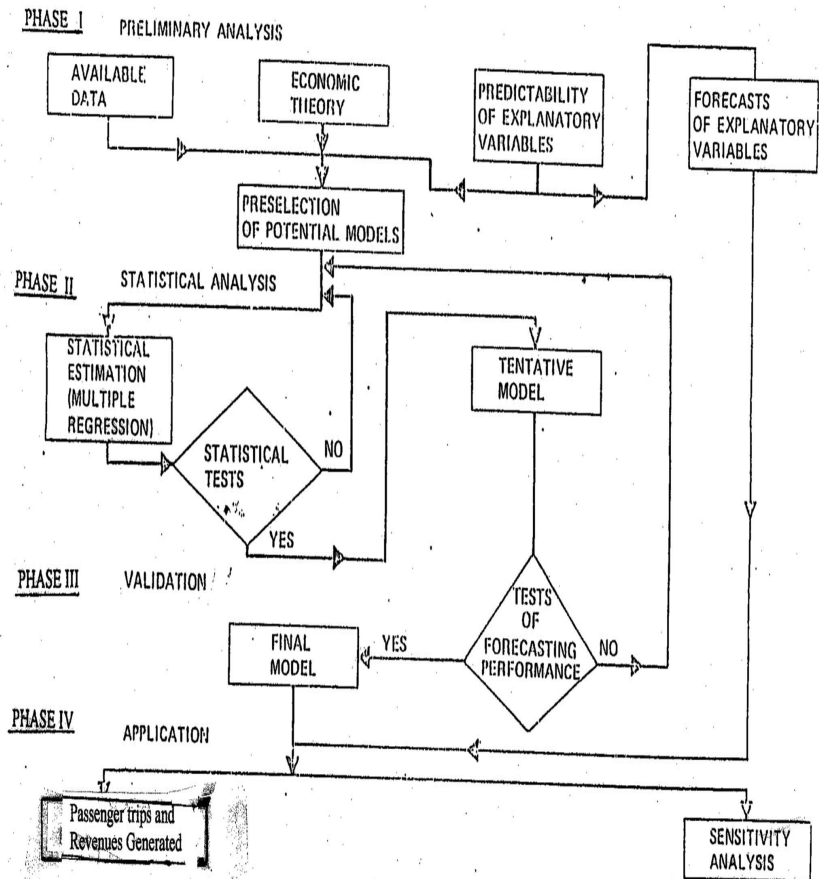 PHASE I PRELIMINARY ANALYSIS
AVAILABLE
DATA
ECONOMIC
THEORY
PREDICTABILITY
OF EXPLANATORY
VARIABLES
FORECASTS
OF EXPLANATORY
VARIABLES
PRESELECTION
OF POTENTIAL MODELS
PHASE II STATISTICAL ANALYSIS
STATISTICAL
ESTIMATION
(MULTIPLE
REGRESSION)
STATISTICAL
TESTS
NO
YES
TENTATIVE
MODEL
PHASE III VALIDATION
TESTS
OF
FORECASTING
PERFORMANCE
NO
YES
FINAL
MODEL
PHASE IV APPLICATION
Passenger trips and
Revenues Generated
SENSITIVITY
ANALYSIS